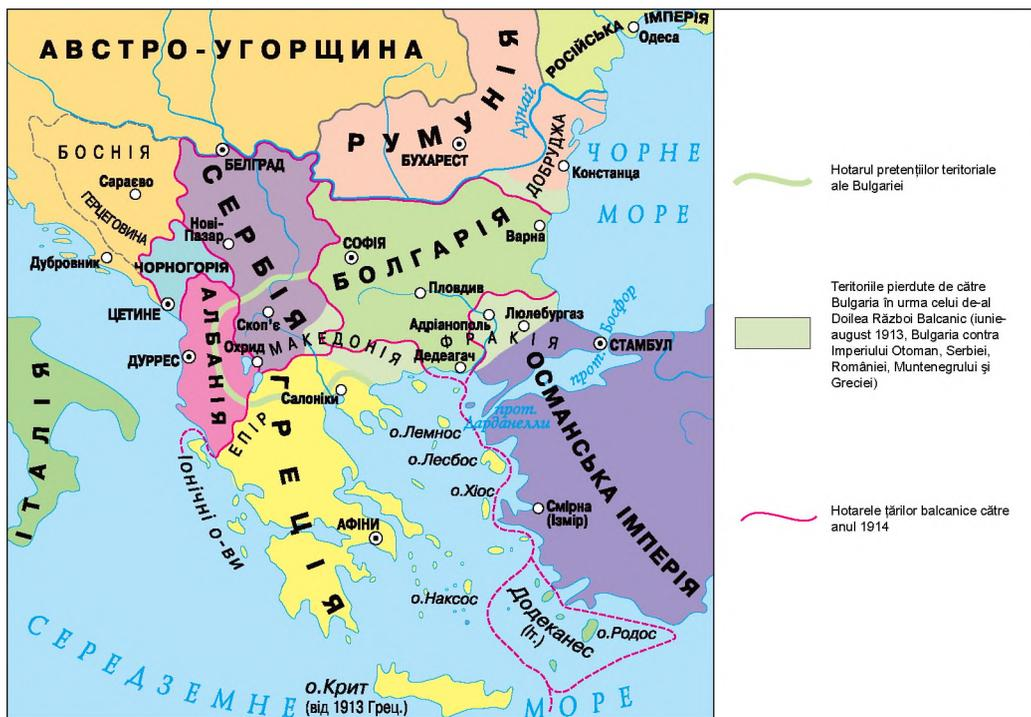 АВСТРО-УГОРЩИНА
РОСІЙСЬКА
ІМПЕРІЯ
Одеса
РУМУНІЯ
БУХАРЕСТ
Дунай
ДОБРУДЖА
Констанца
ЧОРНЕ
МОРЕ
БОСНІЯ
Сараєво
ГЕРЦЕГОВИНА
Дубровник
БЕЛГРАД
СЕРБІЯ
Нові-
Пазар
ЧОРНОГОРІЯ
ЦЕТИНЕ
СОФІЯ
БОЛГАРІЯ
Варна
Пловдив
Адріанополь
Люлебургаз
ФРАКІЯ
Дедеагач
МАКЕДОНІЯ
Скоп'є
Охрид
АЛБАНІЯ
ДУРРЕС
Салоніки
ЕПІР
ГРЕЦІЯ
АФІНИ
ІТАЛІЯ
Іонічні о-ви
прот. Босфор
СТАМБУЛ
ОСМАНСЬКА ІМПЕРІЯ
прот.
Дарданелли
о.Лемнос
о.Лесбос
о.Хіос
Смірна
(Ізмір)
о.Наксос
Додеканес
(Іт.)
о.Родос
о.Крит
(від 1913 Грец.)
СЕРЕДЗЕМНЕ
МОРЕ
Hotarul pretențiilor teritoriale
ale Bulgariei
Teritoriile pierdute de către
Bulgaria în urma celui de-al
Doilea Război Balcanic (iunie-
august 1913, Bulgaria contra
Imperiului Otoman, Serbiei,
României, Muntenegrului și
Greciei)
Hotarele țărilor balcanice către
anul 1914